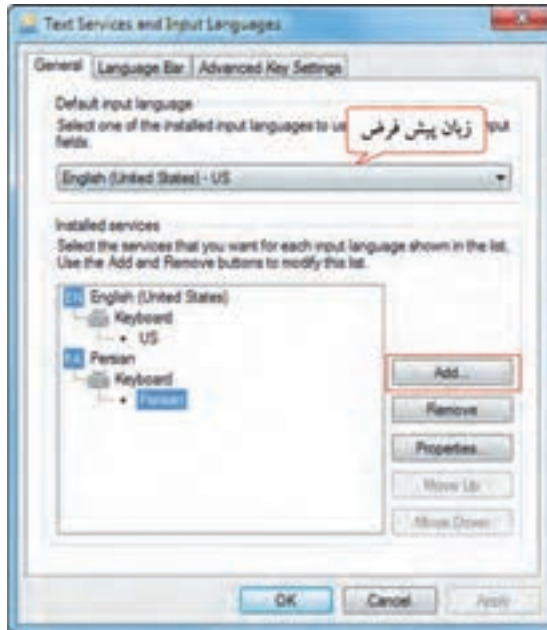 Text Services and Input Languages
General
Language Bar
Advanced Key Settings
Default input language
Select one of the installed input languages to us
put
fields.
زبان پیش فرض
English (United States) - US
Installed services
Select the services that you want for each input language shown in the list.
Use the Add and Remove buttons to modify this list.
EN English (United States)
Keyboard
US
FA Persian
Keyboard
Persian
Add...
Remove
Properties...
Move Up
Move Down
OK
Cancel
Apply